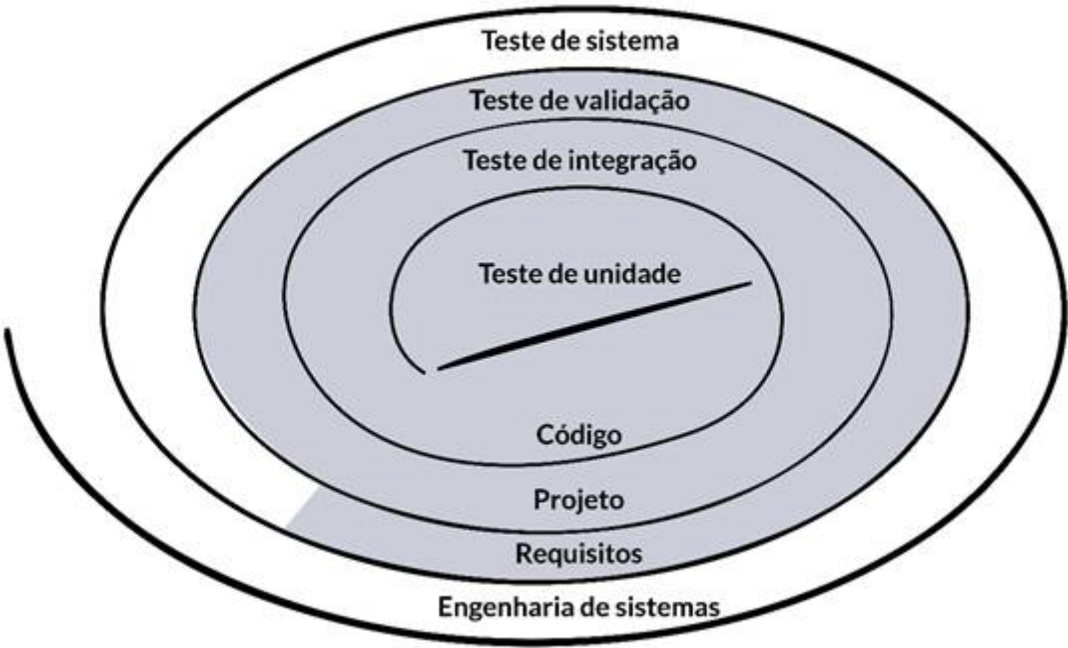 Teste de sistema
Teste de validação
Teste de integração
Teste de unidade
Código
Projeto
Requisitos
Engenharia de sistemas